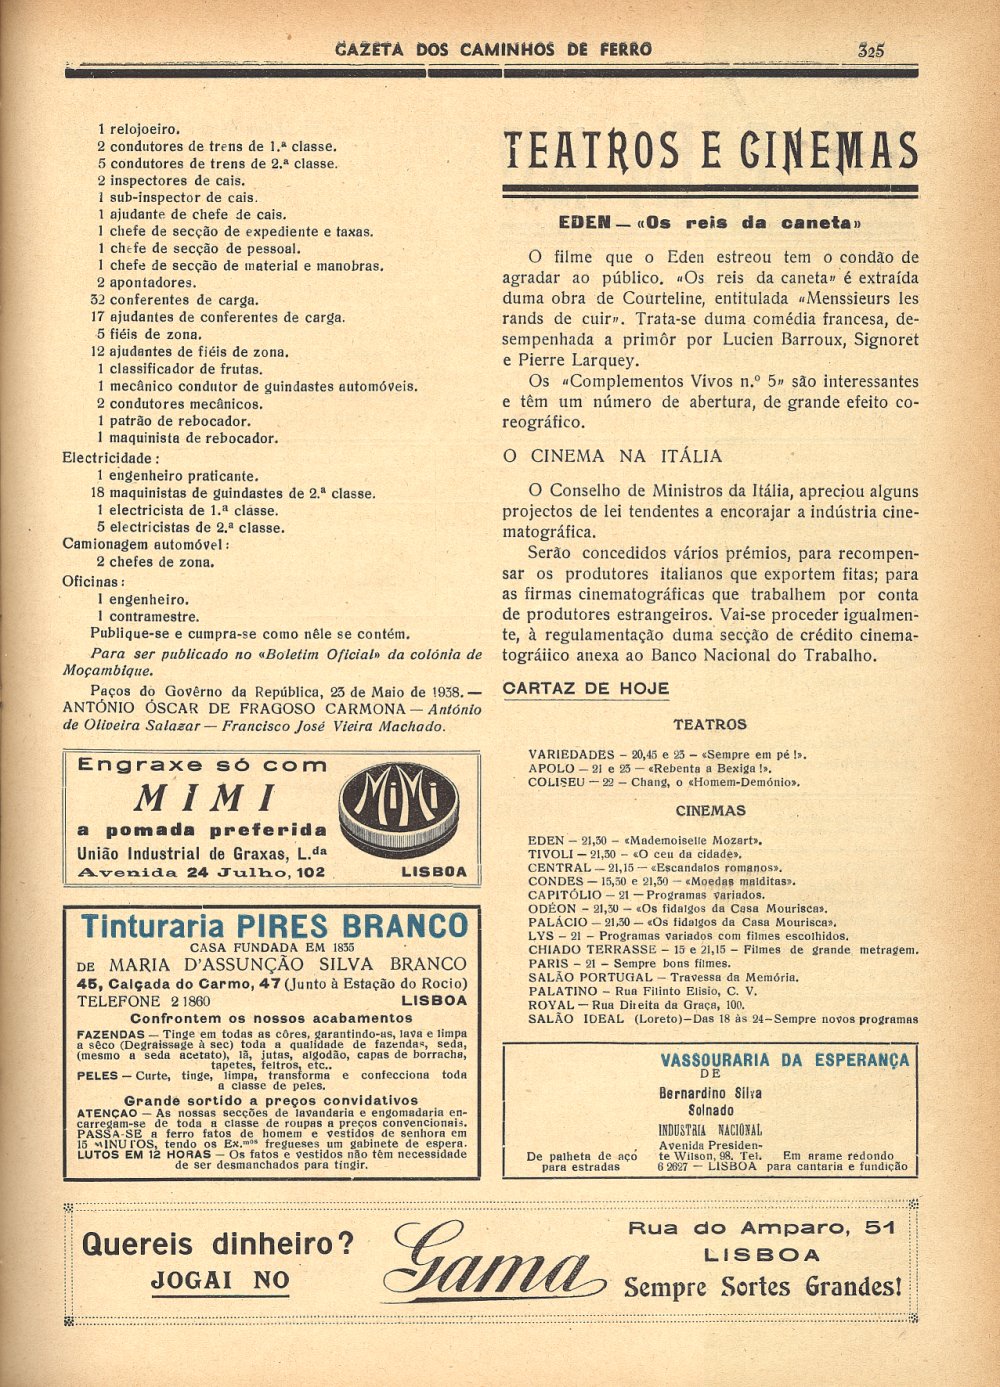 GAZETA DOS CAMINHOS DE FERRO
325
1 relojoeiro.
2 condutores de trens de 1.ª classe.
5 condutores de trens de 2.ª classe.
2 inspectores de cais.
1 sub-inspector de cais.
1 ajudante de chefe de cais.
1 chefe de secção de expediente e taxas.
1 chefe de secção de pessoal.
1 chefe de secção de material e manobras.
2 apontadores.
32 conferentes de carga.
17 ajudantes de conferentes de carga.
5 fiéis de zona.
12 ajudantes de fiéis de zona.
1 classificador de frutas.
1 mecânico condutor de guindastes automóveis.
2 condutores mecânicos.
1 patrão de rebocador.
1 maquinista de rebocador.
Electricidade :
1 engenheiro praticante.
18 maquinistas de guindastes de 2.ª classe.
1 electricista de 1.ª classe.
5 electricistas de 2.ª classe.
Camionagem automóvel :
2 chefes de zona.
Oficinas :
1 engenheiro.
1 contramestre.
Publique-se e cumpra-se como nêle se contém.
Para ser publicado no «Boletim Oficial» da colónia de
Moçambique.
Paços do Govêrno da República, 23 de Maio de 1938. —
ANTÓNIO ÓSCAR DE FRAGOSO CARMONA — António
de Oliveira Salazar — Francisco José Vieira Machado.
Engraxe só com
MIMI
a pomada preferida
União Industrial de Graxas, L.da
Avenida 24 Julho, 102 LISBOA
MiMi
Tinturaria PIRES BRANCO
CASA FUNDADA EM 1835
DE MARIA D'ASSUNÇÃO SILVA BRANCO
45, Calçada do Carmo, 47 (Junto à Estação do Rocio)
TELEFONE 2 1860 LISBOA
Confrontem os nossos acabamentos
FAZENDAS — Tinge em todas as côres, garantindo-as, lava e limpa
a sêco (Degraissage à sec) toda a qualidade de fazendas, seda,
(mesmo a seda acetato), lã, jutas, algodão, capas de borracha,
tapetes, feltros, etc..
PELES — Curte, tinge, limpa, transforma e confecciona toda
a classe de peles.
Grande sortido a preços convidativos
ATENÇAO — As nossas secções de lavandaria e engomadaria en-
carregam-se de toda a classe de roupas a preços convencionais.
PASSA-SE a ferro fatos de homem e vestidos de senhora em
15 MINUTOS, tendo os Ex.mos fregueses um gabinete de espera.
LUTOS EM 12 HORAS — Os fatos e vestidos não têm necessidade
de ser desmanchados para tingir.
TEATROS E CINEMAS
EDEN — «Os reis da caneta»
O filme que o Eden estreou tem o condão de
agradar ao público. «Os reis da caneta» é extraída
duma obra de Courteline, entitulada «Menssieurs les
rands de cuir». Trata-se duma comédia francesa, de-
sempenhada a primôr por Lucien Barroux, Signoret
e Pierre Larquey.
Os «Complementos Vivos n.º 5» são interessantes
e têm um número de abertura, de grande efeito co-
reográfico.
O CINEMA NA ITÁLIA
O Conselho de Ministros da Itália, apreciou alguns
projectos de lei tendentes a encorajar a indústria cine-
matográfica.
Serão concedidos vários prémios, para recompen-
sar os produtores italianos que exportem fitas; para
as firmas cinematográficas que trabalhem por conta
de produtores estrangeiros. Vai-se proceder igualmen-
te, à regulamentação duma secção de crédito cinema-
tográiico anexa ao Banco Nacional do Trabalho.
CARTAZ DE HOJE
TEATROS
VARIEDADES — 20,45 e 23 — «Sempre em pé !».
APOLO — 21 e 23 — «Rebenta a Bexiga !».
COLISEU — 22 — Chang, o «Homem-Demónio».
CINEMAS
EDEN — 21,30 — «Mademoiselle Mozart».
TIVOLI — 21,30 — «O ceu da cidade».
CENTRAL — 21,15 — «Escandalos romanos».
CONDES — 15,30 e 21,30 — «Moedas malditas».
CAPITÓLIO — 21 — Programas variados.
ODÉON — 21,30 — «Os fidalgos da Casa Mourisca».
PALÁCIO — 21,30 — «Os fidalgos da Casa Mourisca».
LYS — 21 — Programas variados com filmes escolhidos.
CHIADO TERRASSE — 15 e 21,15 — Filmes de grande metragem.
PARIS — 21 — Sempre bons filmes.
SALÃO PORTUGAL — Travessa da Memória.
PALATINO — Rua Filinto Elisio, C. V.
ROYAL — Rua Direita da Graça, 100.
SALÃO IDEAL (Loreto)—Das 18 às 24—Sempre novos programas
VASSOURARIA DA ESPERANÇA
DE
Bernardino Silva
Solnado
INDUSTRIA NACIONAL
Avenida Presiden-
te Wilson, 98. Tel.
6 2627 — LISBOA
De palheta de aço
para estradas
Em arame redondo
para cantaria e fundição
Quereis dinheiro?
JOGAI NO
Gama
Rua do Amparo, 51
LISBOA
Sempre Sortes Grandes!